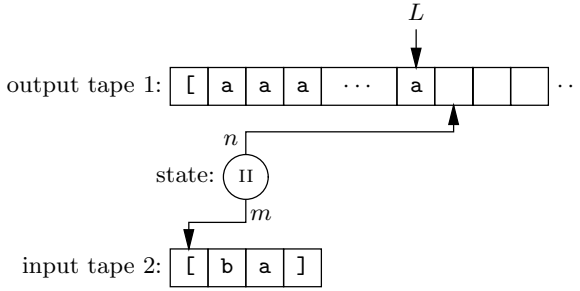 L
output tape 1: [ a a a ··· a ··
n
state: II
m
input tape 2: [ b a ]